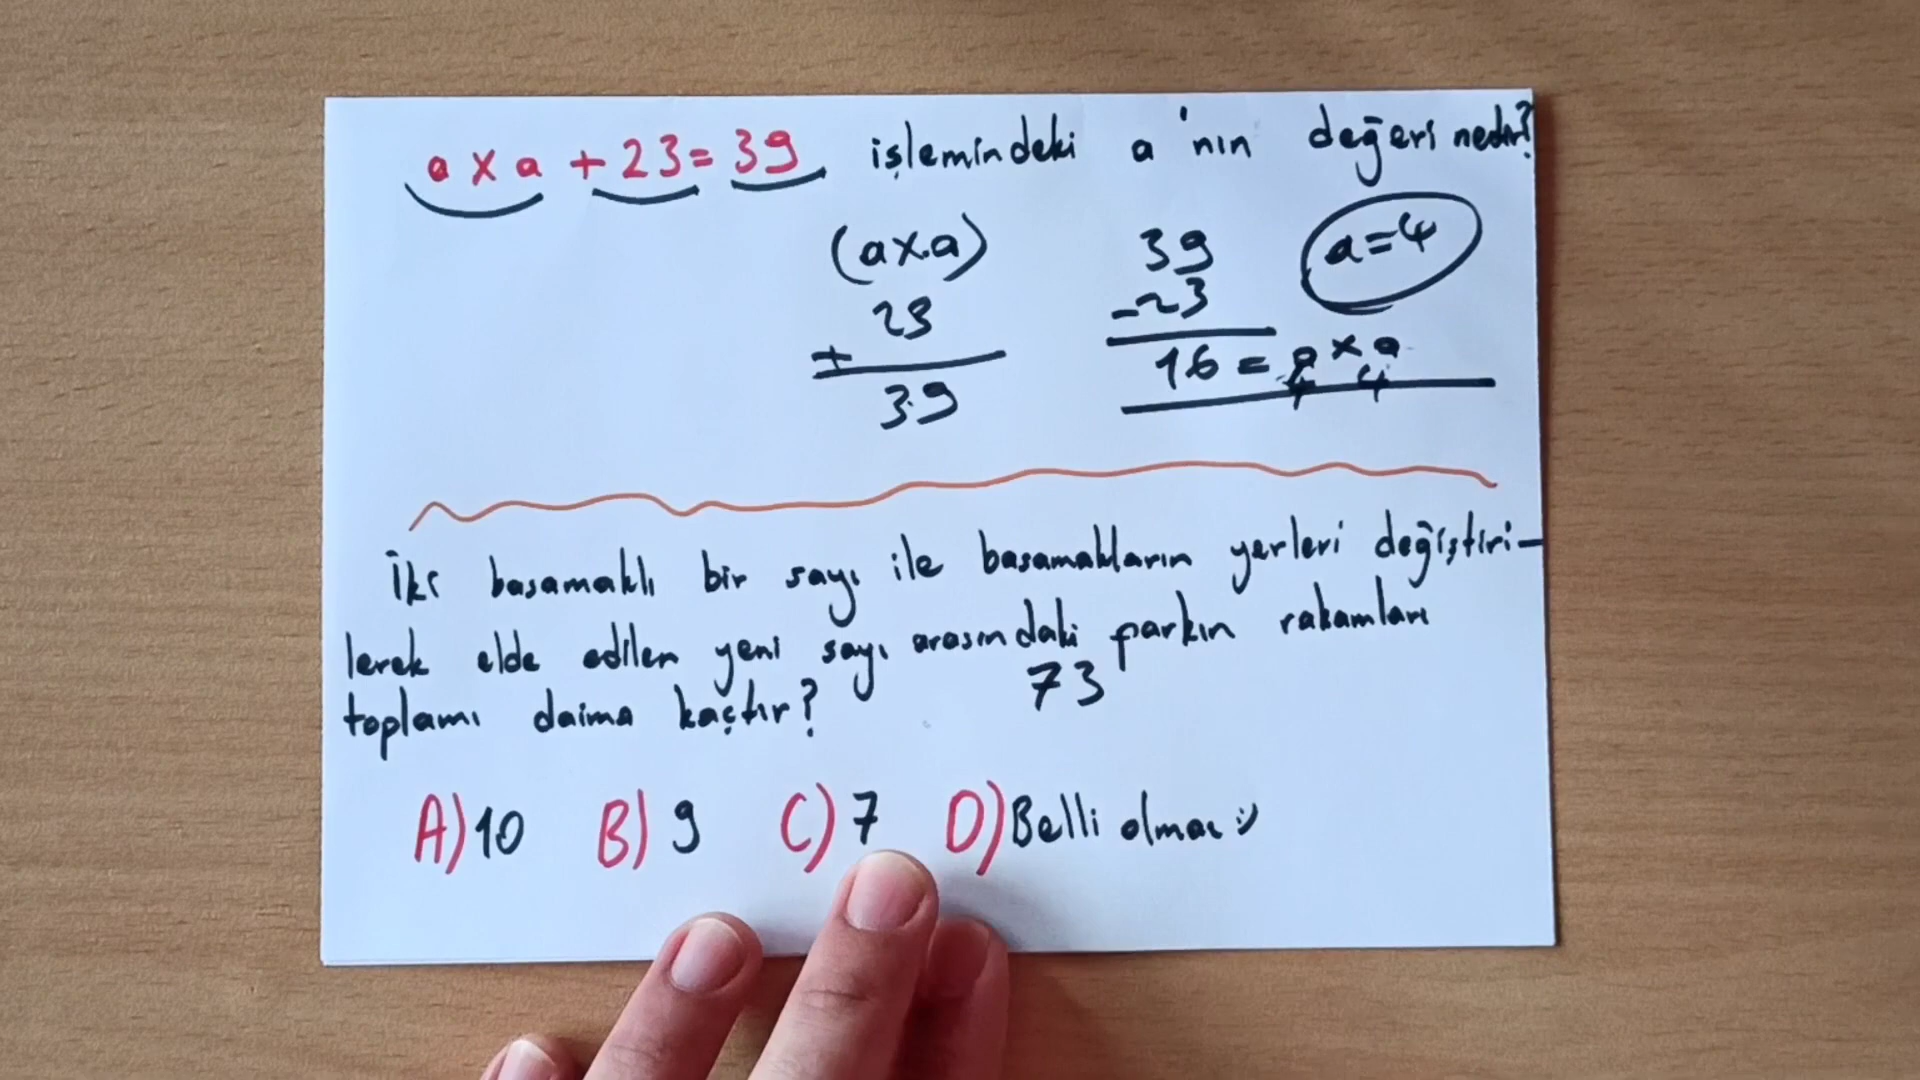 a x a + 23 = 39 işlemindeki a'nın değeri nedir?
(a x a)
23
+
39
39
-23
16 = a x a
4 4
a = 4
İki basamaklı bir sayı ile basamakların yerleri değiştiri-
lerek elde edilen yeni sayı arasındaki farkın rakamları
toplamı daima kaçtır?
73
A) 10 B) 9 C) 7 D) Belli olmaz :)